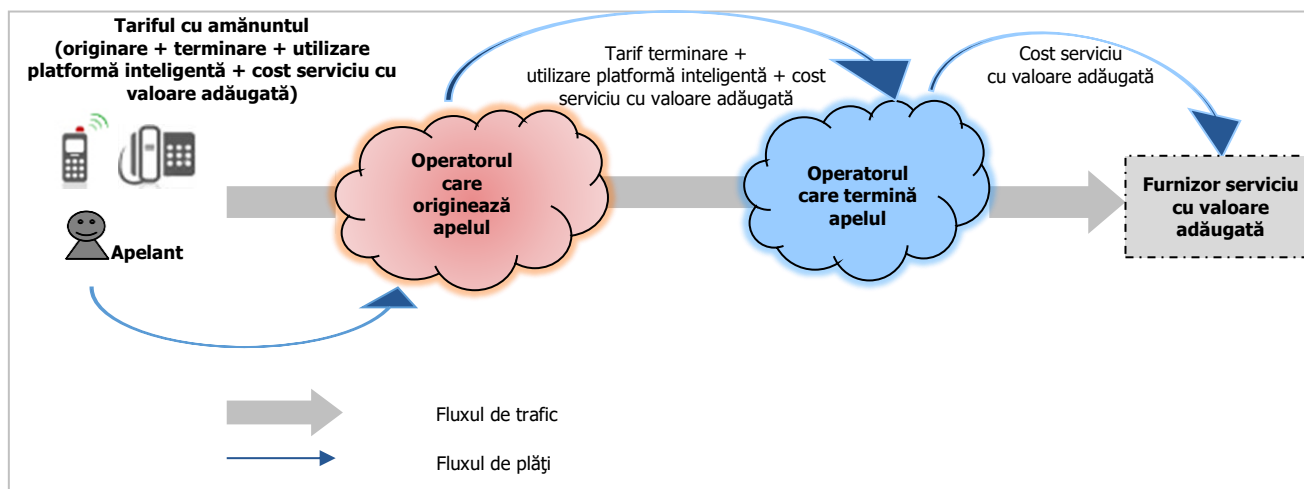 Tariful cu amănuntul
(originare + terminare + utilizare
platformă inteligentă + cost serviciu cu
valoare adăugată)
Tarif terminare +
utilizare platformă inteligentă + cost
serviciu cu valoare adăugată
Cost serviciu
cu valoare adăugată
Operatorul
care
originează
apelul
Operatorul
care termină
apelul
Furnizor serviciu
cu valoare
adăugată
Apelant
Fluxul de trafic
Fluxul de plăţi